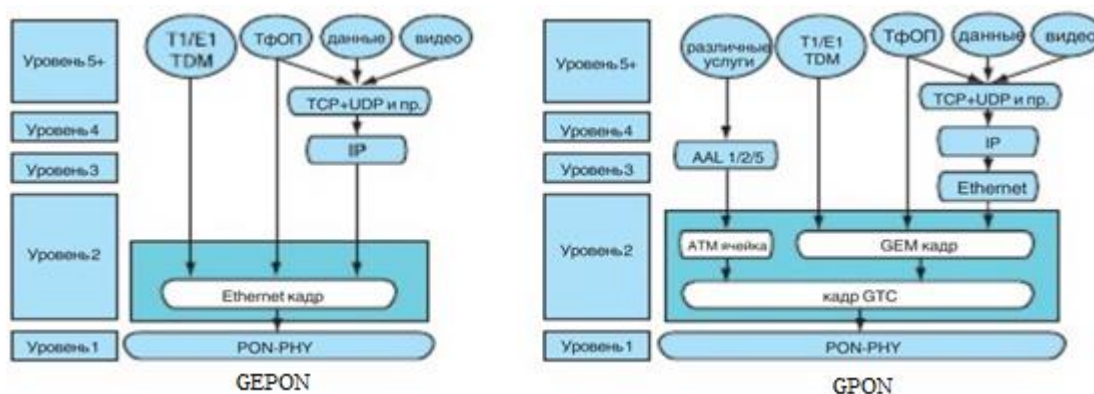 Уровень 5+
T1/E1
TDM
ТфОП
данные
видео
TCP+UDP и пр.
Уровень 4
IP
Уровень 3
Уровень 2
Ethernet кадр
Уровень 1
PON-PHY
GEPON
Уровень 5+
различные
услуги
T1/E1
TDM
ТфОП
данные
видео
TCP+UDP и пр.
Уровень 4
IP
AAL 1/2/5
Уровень 3
Ethernet
Уровень 2
ATM ячейка
GEM кадр
кадр GTC
Уровень 1
PON-PHY
GPON